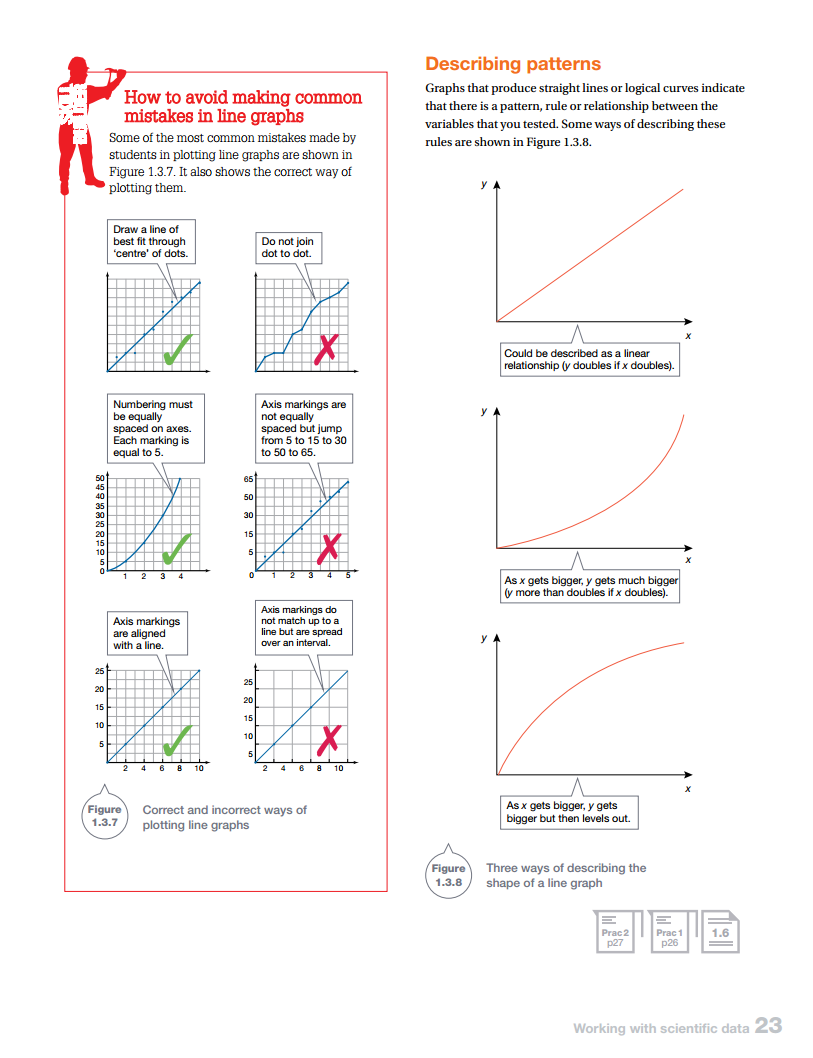 How to avoid making common
mistakes in line graphs
Some of the most common mistakes made by
students in plotting line graphs are shown in
Figure 1.3.7. It also shows the correct way of
plotting them.
Draw a line of
best fit through
‘centre’ of dots.
Do not join
dot to dot.
Numbering must
be equally
spaced on axes.
Each marking is
equal to 5.
50
45
40
35
30
25
20
15
10
5
0
1 2 3 4
Axis markings are
not equally
spaced but jump
from 5 to 15 to 30
to 50 to 65.
65
50
30
15
5
0 1 2 3 4 5
Axis markings
are aligned
with a line.
25
20
15
10
5
2 4 6 8 10
Axis markings do
not match up to a
line but are spread
over an interval.
25
20
15
10
5
2 4 6 8 10
Figure
1.3.7
Correct and incorrect ways of
plotting line graphs
Describing patterns
Graphs that produce straight lines or logical curves indicate
that there is a pattern, rule or relationship between the
variables that you tested. Some ways of describing these
rules are shown in Figure 1.3.8.
y
x
Could be described as a linear
relationship (y doubles if x doubles).
y
x
As x gets bigger, y gets much bigger
(y more than doubles if x doubles).
y
x
As x gets bigger, y gets
bigger but then levels out.
Figure
1.3.8
Three ways of describing the
shape of a line graph
Prac 2
p27
Prac 1
p26
1.6
Working with scientific data 23